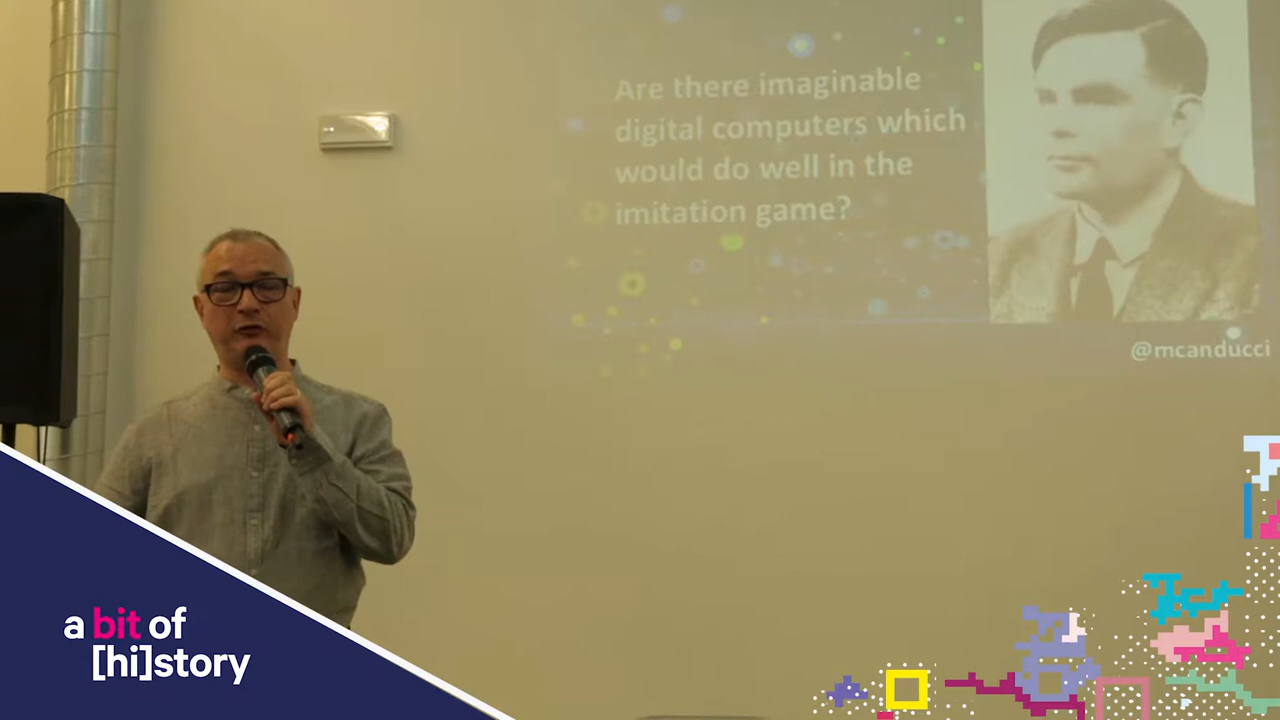 Are there imaginable
digital computers which
would do well in the
imitation game?
@mcanducci
a bit of
[hi]story